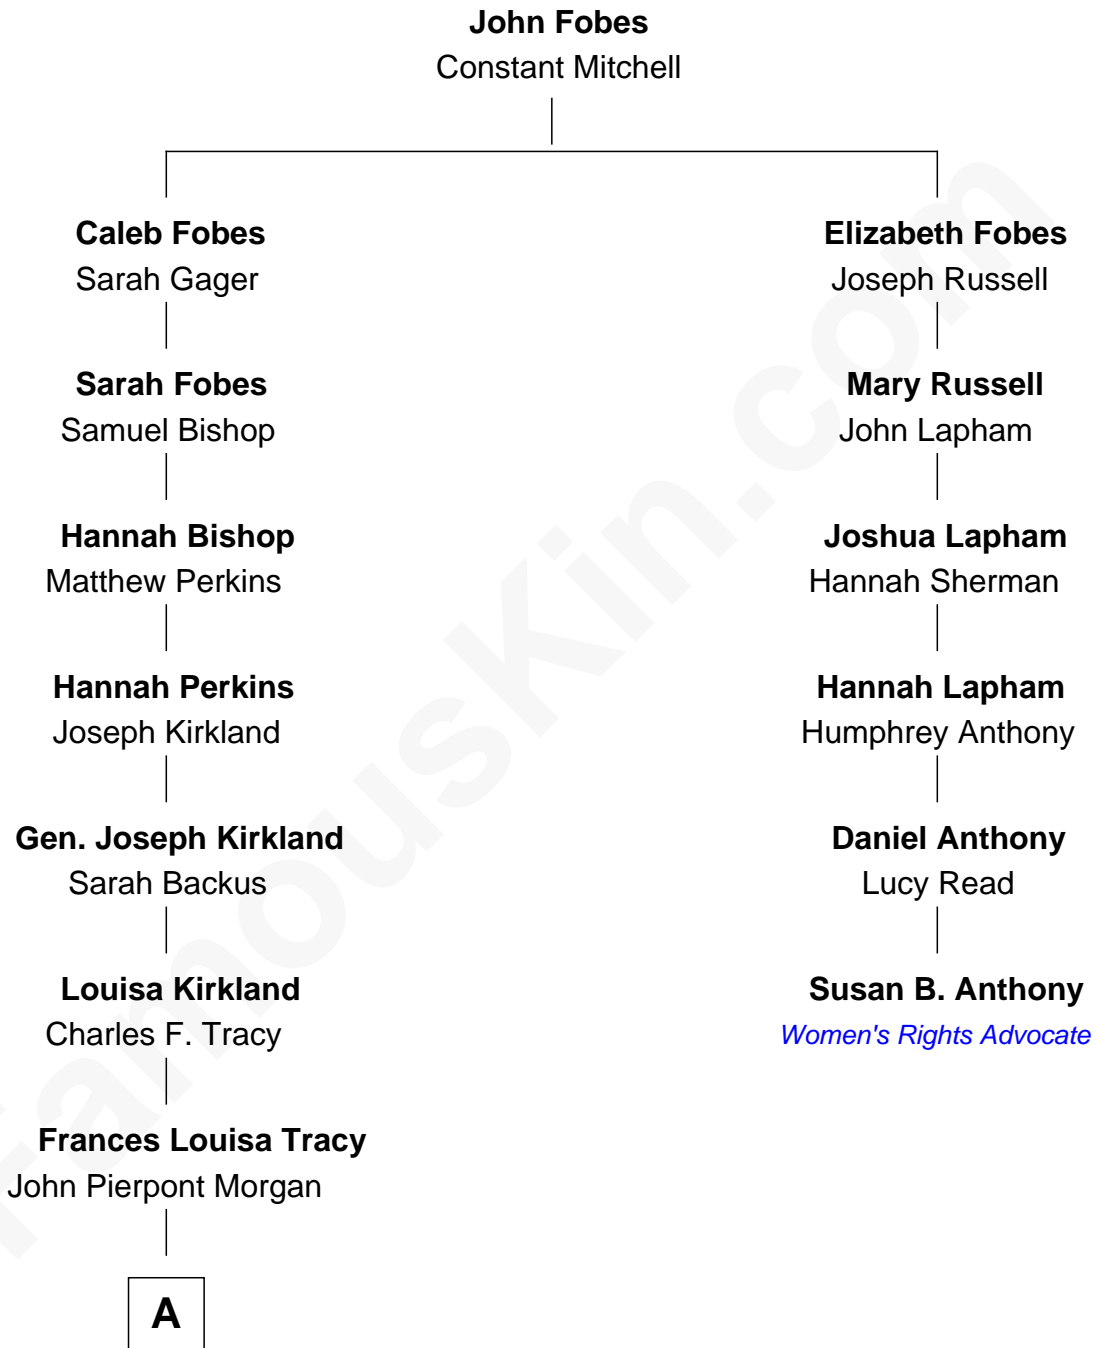 John Fobes
Constant Mitchell
Caleb Fobes
Sarah Gager
Elizabeth Fobes
Joseph Russell
Sarah Fobes
Samuel Bishop
Mary Russell
John Lapham
Hannah Bishop
Matthew Perkins
Joshua Lapham
Hannah Sherman
Hannah Perkins
Joseph Kirkland
Hannah Lapham
Humphrey Anthony
Gen. Joseph Kirkland
Sarah Backus
Daniel Anthony
Lucy Read
Louisa Kirkland
Charles F. Tracy
Susan B. Anthony
Women's Rights Advocate
Frances Louisa Tracy
John Pierpont Morgan
A
FamousKin.com